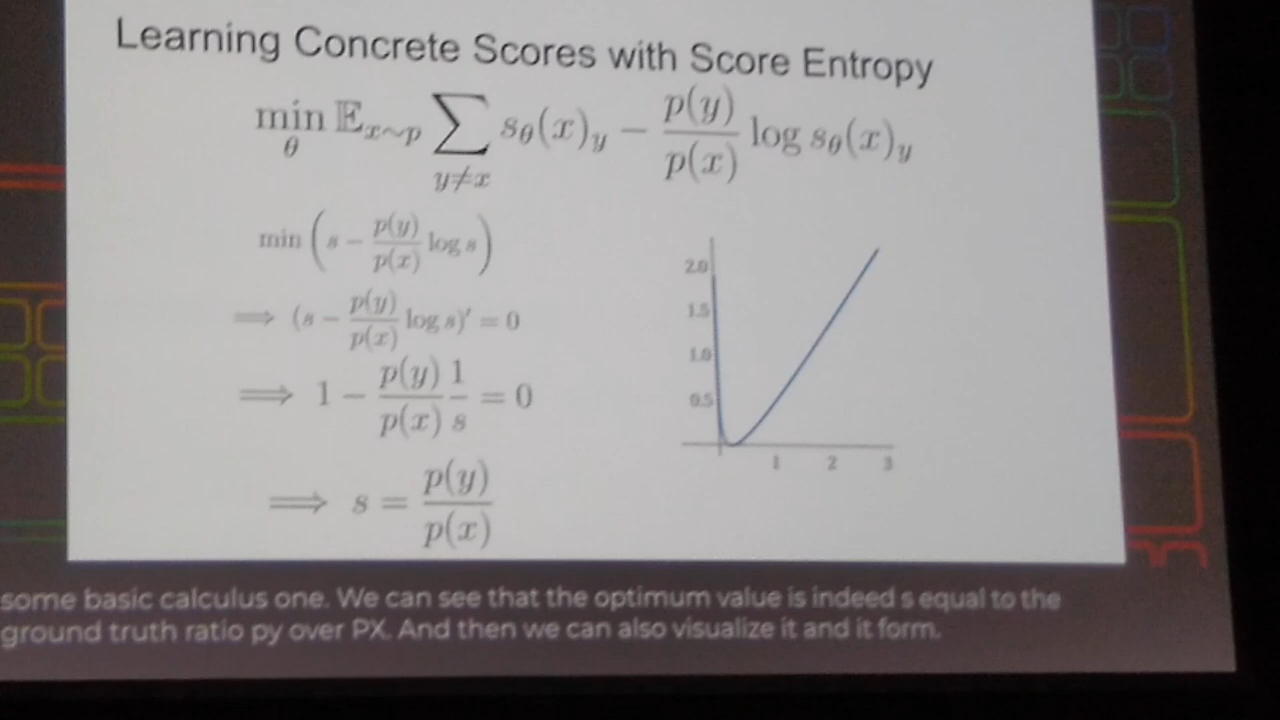 Learning Concrete Scores with Score Entropy
min_θ 𝔼_{x∼p} ∑_{y≠x} s_θ(x)_y − p(y)/p(x) log s_θ(x)_y
min (s − p(y)/p(x) log s)
⟹ (s − p(y)/p(x) log s)′ = 0
⟹ 1 − p(y)/p(x) 1/s = 0
⟹ s = p(y)/p(x)
2.0
1.5
1.0
0.5
1 2 3
some basic calculus one. We can see that the optimum value is indeed s equal to the
ground truth ratio py over PX. And then we can also visualize it and it form.